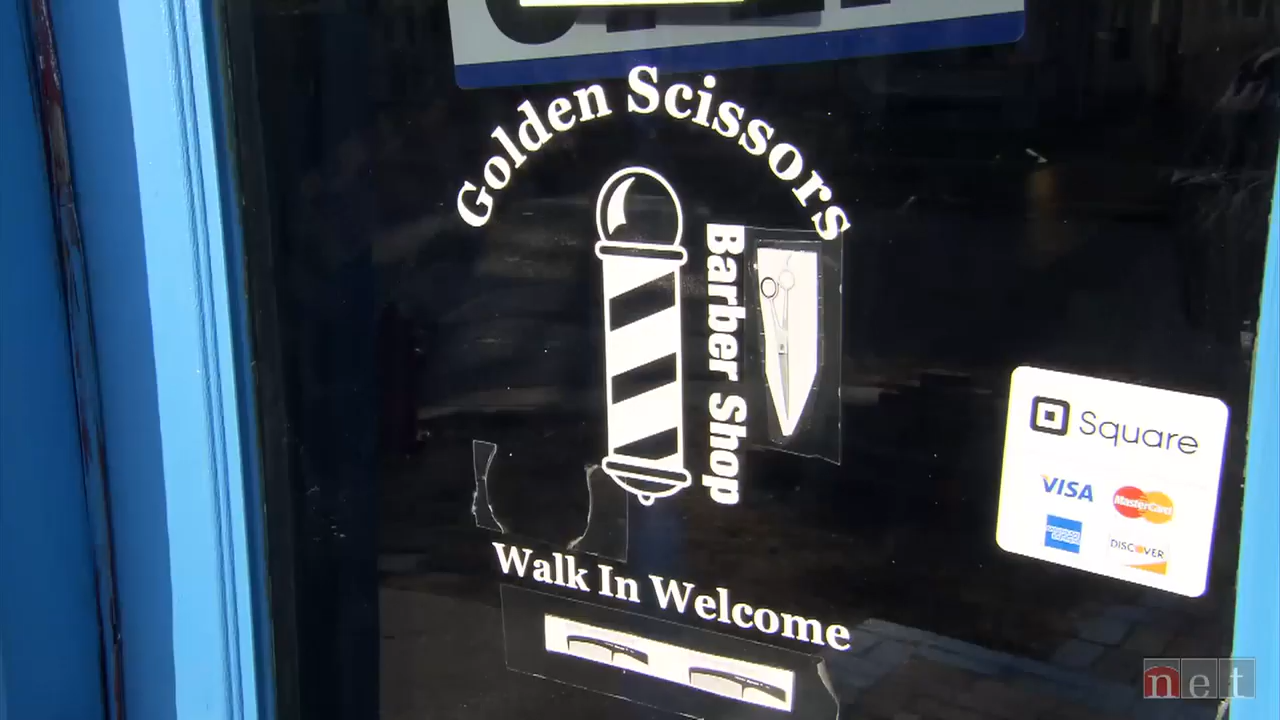 Golden Scissors
Barber Shop
Walk In Welcome
Square
VISA
MasterCard
DISCOVER
net